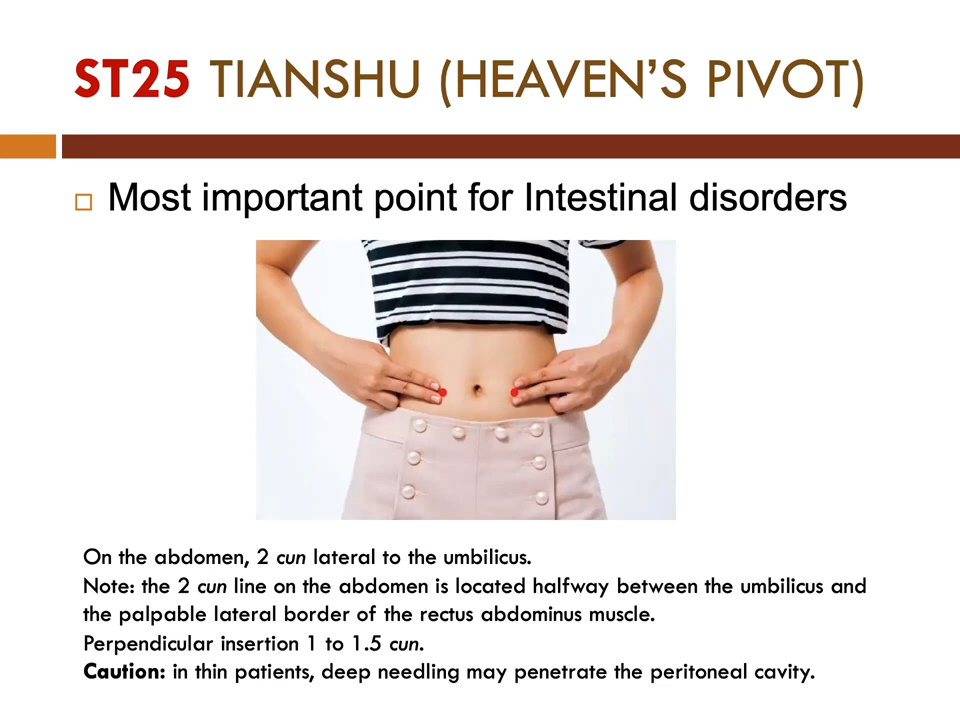 ST25 TIANSHU (HEAVEN’S PIVOT)
Most important point for Intestinal disorders
On the abdomen, 2 cun lateral to the umbilicus.
Note: the 2 cun line on the abdomen is located halfway between the umbilicus and
the palpable lateral border of the rectus abdominus muscle.
Perpendicular insertion 1 to 1.5 cun.
Caution: in thin patients, deep needling may penetrate the peritoneal cavity.